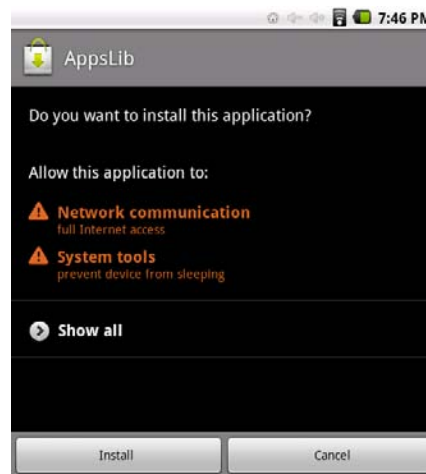 7:46 PM
AppsLib
Do you want to install this application?
Allow this application to:
Network communication
full Internet access
System tools
prevent device from sleeping
Show all
Install
Cancel